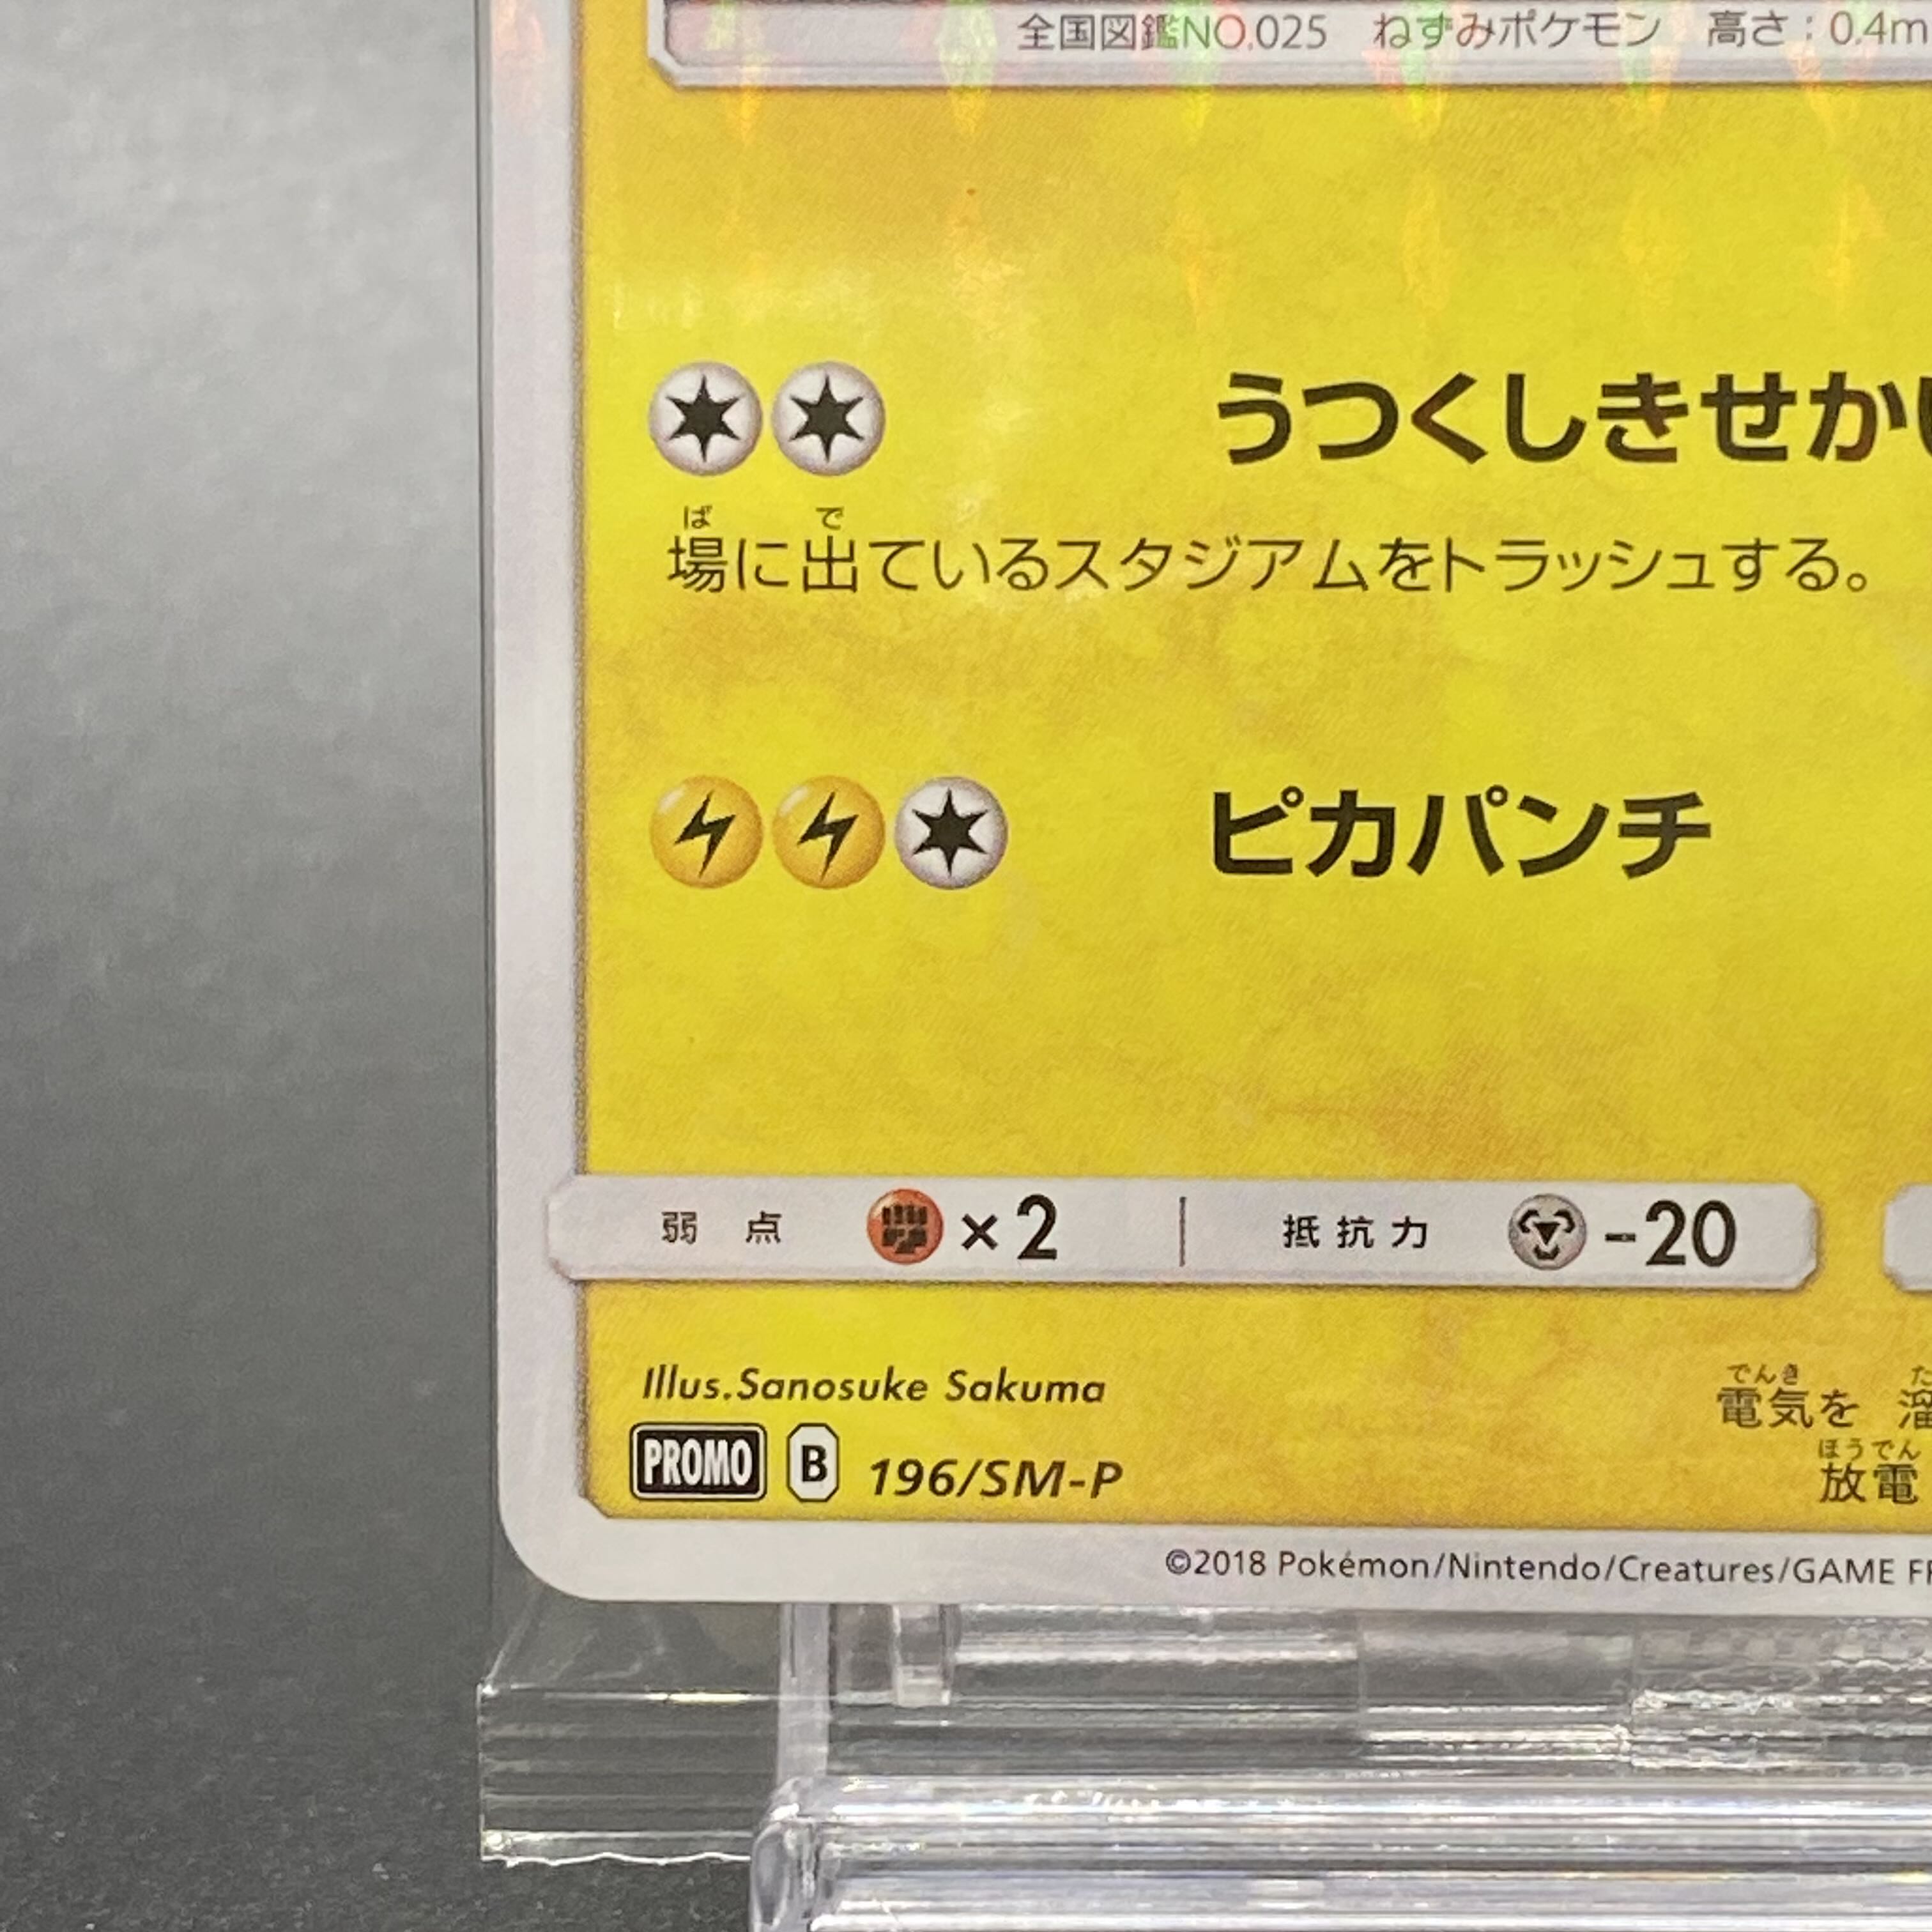 全国図鑑NO.025 ねずみポケモン 高さ：0.4m
うつくしきせかい
ば で
場に出ているスタジアムをトラッシュする。
ピカパンチ
弱点 ×2 抵抗力 -20
Illus.Sanosuke Sakuma
PROMO B 196/SM-P
でんき た
電気を 溜
ほうでん
放電
©2018 Pokémon/Nintendo/Creatures/GAME FR